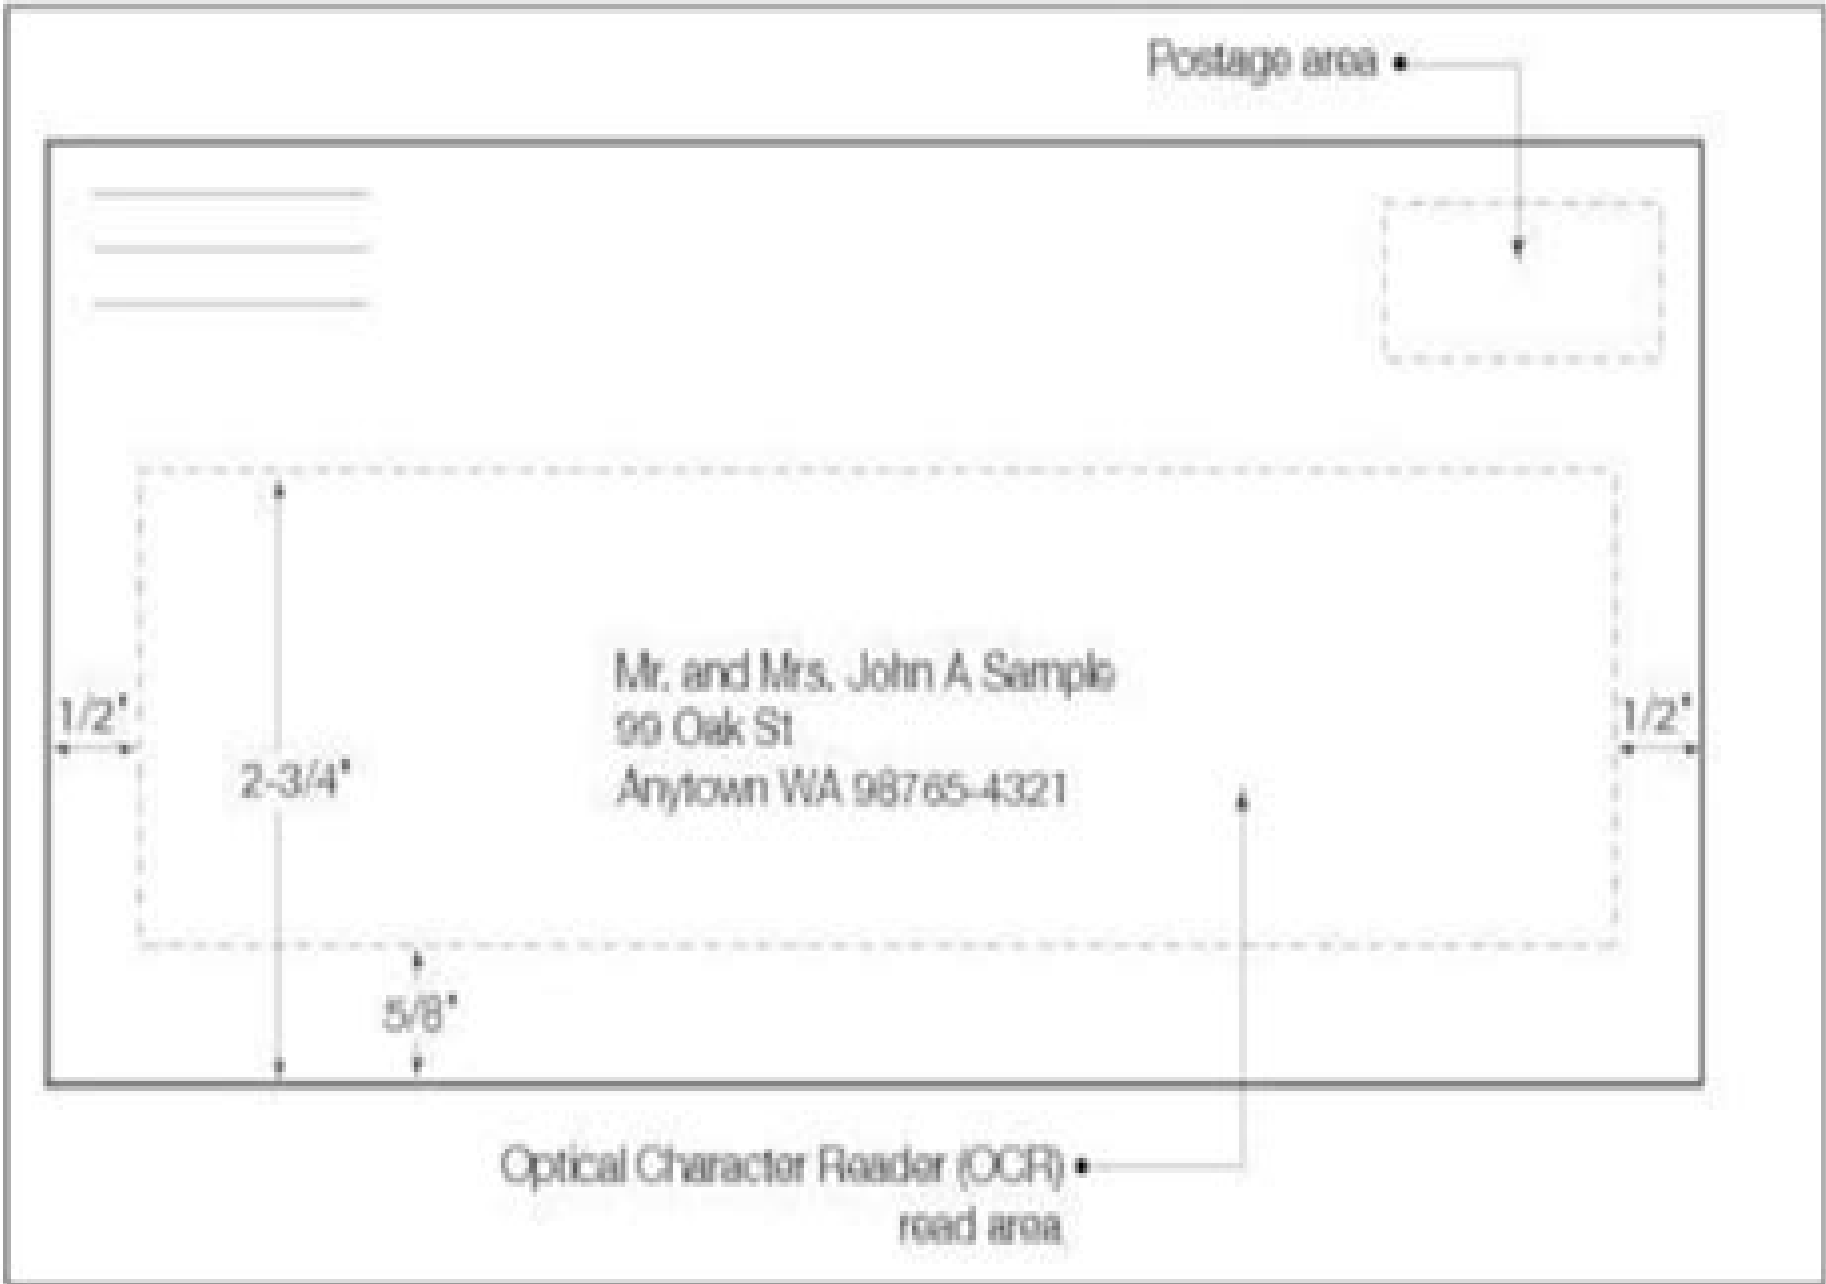 Postage area
Mr. and Mrs. John A Sample
99 Oak St
Anytown WA 98765-4321
1/2"
1/2"
2-3/4"
5/8"
Optical Character Reader (OCR)
read area